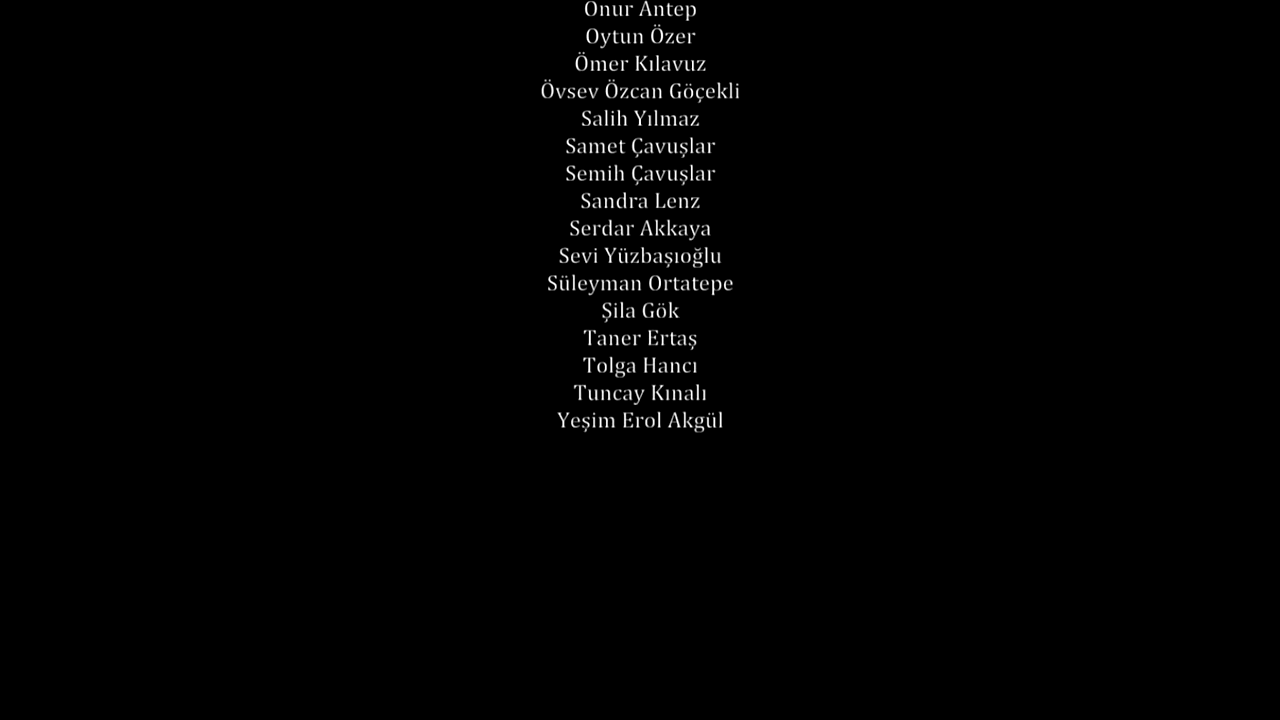 Onur Antep
Oytun Özer
Ömer Kılavuz
Övsev Özcan Göçekli
Salih Yılmaz
Samet Çavuşlar
Semih Çavuşlar
Sandra Lenz
Serdar Akkaya
Sevi Yüzbaşıoğlu
Süleyman Ortatepe
Şila Gök
Taner Ertaş
Tolga Hancı
Tuncay Kınalı
Yeşim Erol Akgül